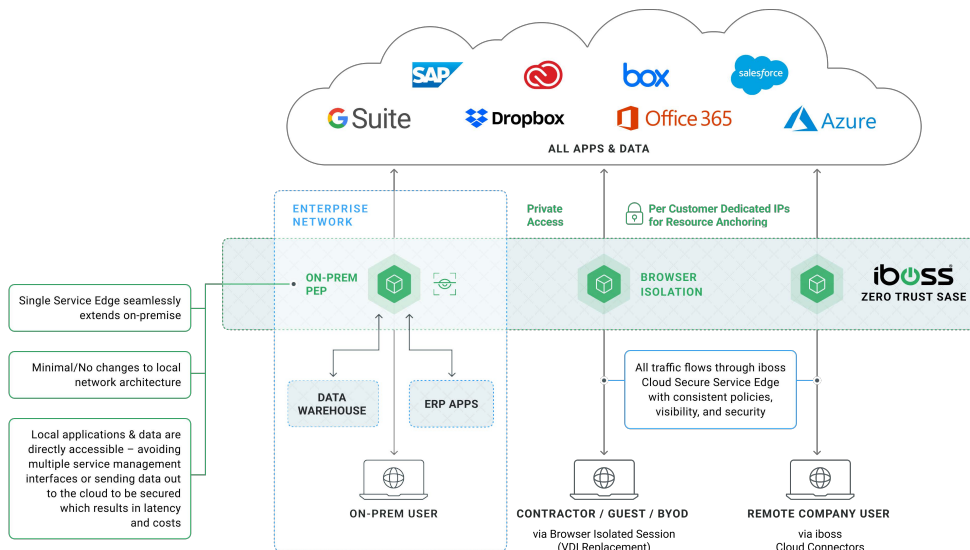 SAP
box
salesforce
G Suite
Dropbox
Office 365
Azure
ALL APPS & DATA
ENTERPRISE
NETWORK
Private
Access
Per Customer Dedicated IPs
for Resource Anchoring
ON-PREM
PEP
BROWSER
ISOLATION
iboss
ZERO TRUST SASE
Single Service Edge seamlessly
extends on-premise
Minimal/No changes to local
network architecture
Local applications & data are
directly accessible – avoiding
multiple service management
interfaces or sending data out
to the cloud to be secured
which results in latency
and costs
DATA
WAREHOUSE
ERP APPS
All traffic flows through iboss
Cloud Secure Service Edge
with consistent policies,
visibility, and security
ON-PREM USER
CONTRACTOR / GUEST / BYOD
via Browser Isolated Session
(VDI Replacement)
REMOTE COMPANY USER
via iboss
Cloud Connectors